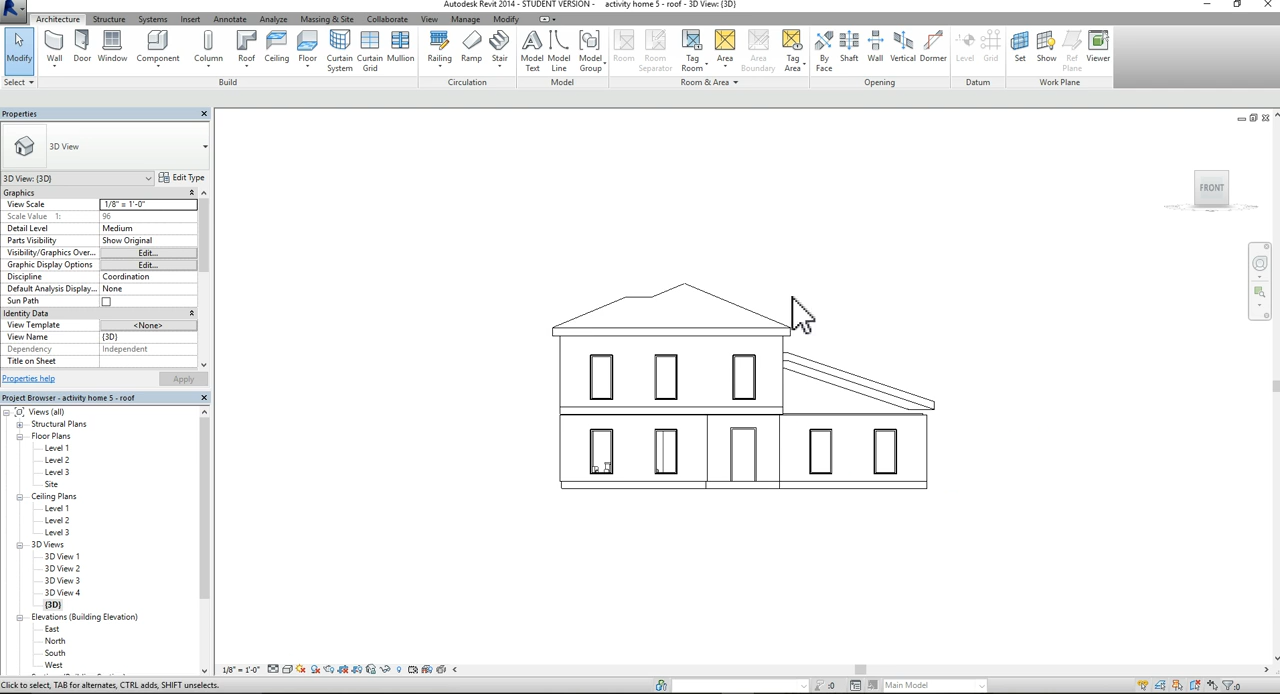 Autodesk Revit 2014 - STUDENT VERSION - activity home 5 - roof - 3D View: {3D}
Architecture Structure Systems Insert Annotate Analyze Massing & Site Collaborate View Manage Modify
Modify Wall Door Window Component Column Roof Ceiling Floor Curtain System Curtain Grid Mullion Railing Ramp Stair Model Text Model Line Model Group Room Room Separator Tag Room Area Area Boundary Tag Area By Face Shaft Wall Vertical Dormer Level Grid Set Show Ref Plane Viewer
Select Build Circulation Model Room & Area Opening Datum Work Plane
Properties
3D View
3D View: {3D} Edit Type
Graphics
View Scale 1/8" = 1'-0"
Scale Value 1: 96
Detail Level Medium
Parts Visibility Show Original
Visibility/Graphics Over... Edit...
Graphic Display Options Edit...
Discipline Coordination
Default Analysis Display... None
Sun Path
Identity Data
View Template <None>
View Name {3D}
Dependency Independent
Title on Sheet
Properties help Apply
Project Browser - activity home 5 - roof
Views (all)
Structural Plans
Floor Plans
Level 1
Level 2
Level 3
Site
Ceiling Plans
Level 1
Level 2
Level 3
3D Views
3D View 1
3D View 2
3D View 3
3D View 4
{3D}
Elevations (Building Elevation)
East
North
South
West
FRONT
1/8" = 1'-0"
Click to select, TAB for alternates, CTRL adds, SHIFT unselects. :0 Main Model :0